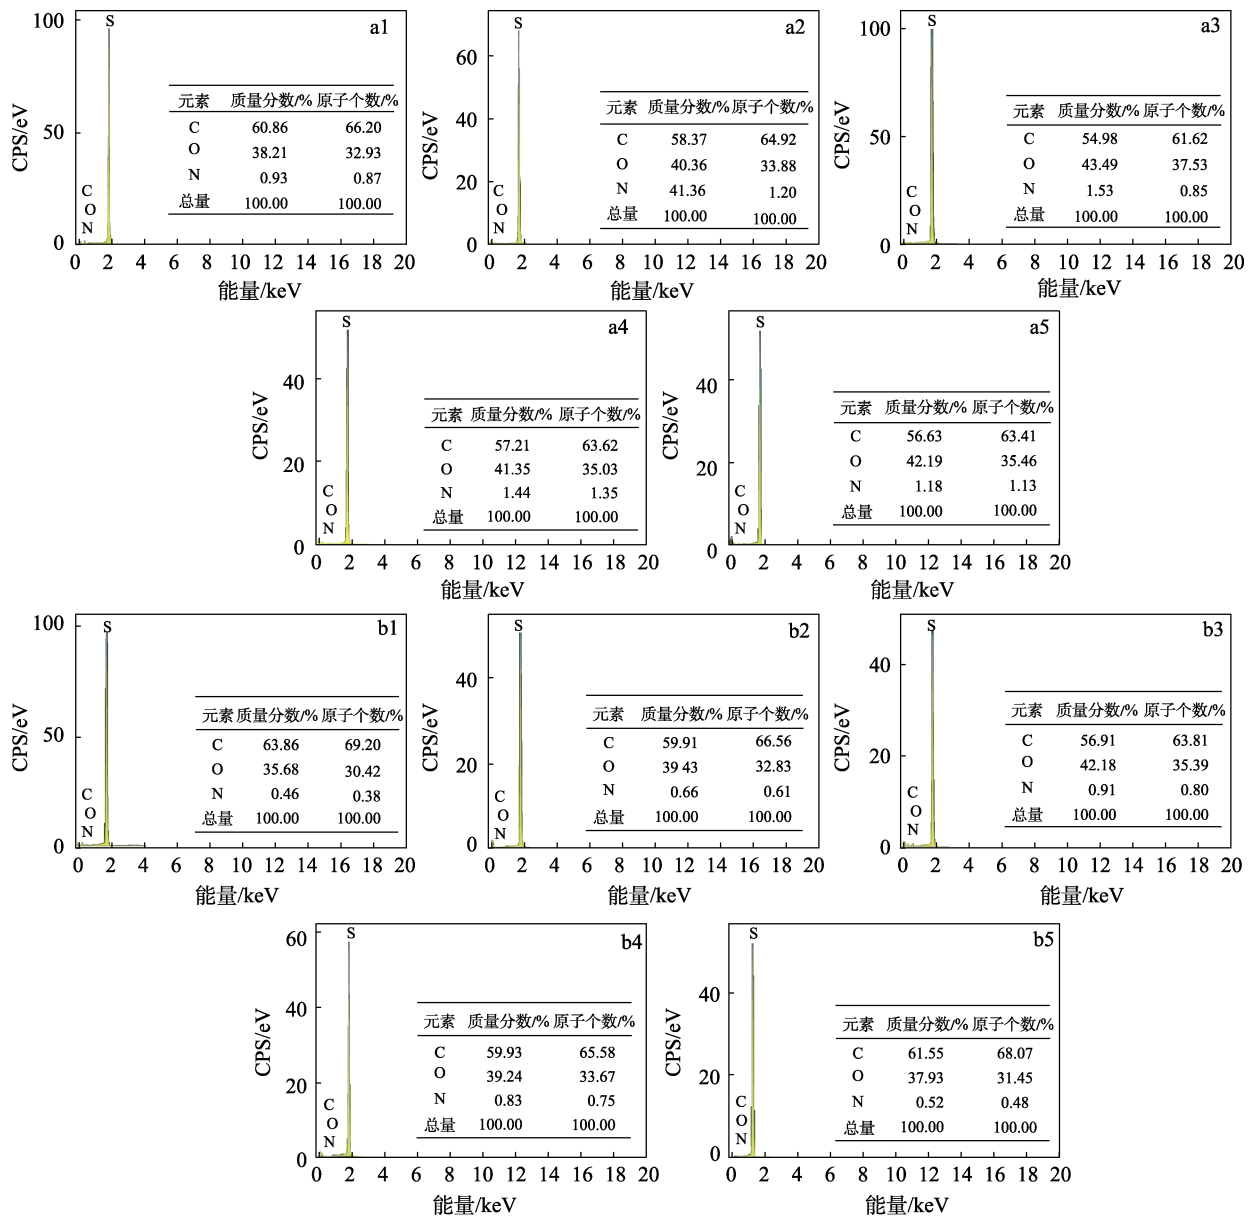 a1
S
100
50
0
CPS/eV
C
O
N
元素 质量分数/% 原子个数/%
C 60.86 66.20
O 38.21 32.93
N 0.93 0.87
总量 100.00 100.00
0 2 4 6 8 10 12 14 16 18 20
能量/keV
a2
S
60
40
20
0
CPS/eV
C
O
N
元素 质量分数/% 原子个数/%
C 58.37 64.92
O 40.36 33.88
N 41.36 1.20
总量 100.00 100.00
0 2 4 6 8 10 12 14 16 18 20
能量/keV
a3
S
100
50
0
CPS/eV
C
O
N
元素 质量分数/% 原子个数/%
C 54.98 61.62
O 43.49 37.53
N 1.53 0.85
总量 100.00 100.00
0 2 4 6 8 10 12 14 16 18 20
能量/keV
a4
S
40
20
0
CPS/eV
C
O
N
元素 质量分数/% 原子个数/%
C 57.21 63.62
O 41.35 35.03
N 1.44 1.35
总量 100.00 100.00
0 2 4 6 8 10 12 14 16 18 20
能量/keV
a5
S
40
20
0
CPS/eV
C
O
N
元素 质量分数/% 原子个数/%
C 56.63 63.41
O 42.19 35.46
N 1.18 1.13
总量 100.00 100.00
0 2 4 6 8 10 12 14 16 18 20
能量/keV
b1
S
100
50
0
CPS/eV
C
O
N
元素 质量分数/% 原子个数/%
C 63.86 69.20
O 35.68 30.42
N 0.46 0.38
总量 100.00 100.00
0 2 4 6 8 10 12 14 16 18 20
能量/keV
b2
S
40
20
0
CPS/eV
C
O
N
元素 质量分数/% 原子个数/%
C 59.91 66.56
O 39 43 32.83
N 0.66 0.61
总量 100.00 100.00
0 2 4 6 8 10 12 14 16 18 20
能量/keV
b3
S
40
20
0
CPS/eV
C
O
N
元素 质量分数/% 原子个数/%
C 56.91 63.81
O 42.18 35.39
N 0.91 0.80
总量 100.00 100.00
0 2 4 6 8 10 12 14 16 18 20
能量/keV
b4
S
60
40
20
0
CPS/eV
C
O
N
元素 质量分数/% 原子个数/%
C 59.93 65.58
O 39.24 33.67
N 0.83 0.75
总量 100.00 100.00
0 2 4 6 8 10 12 14 16 18 20
能量/keV
b5
S
40
20
0
CPS/eV
C
O
N
元素 质量分数/% 原子个数/%
C 61.55 68.07
O 37.93 31.45
N 0.52 0.48
总量 100.00 100.00
0 2 4 6 8 10 12 14 16 18 20
能量/keV